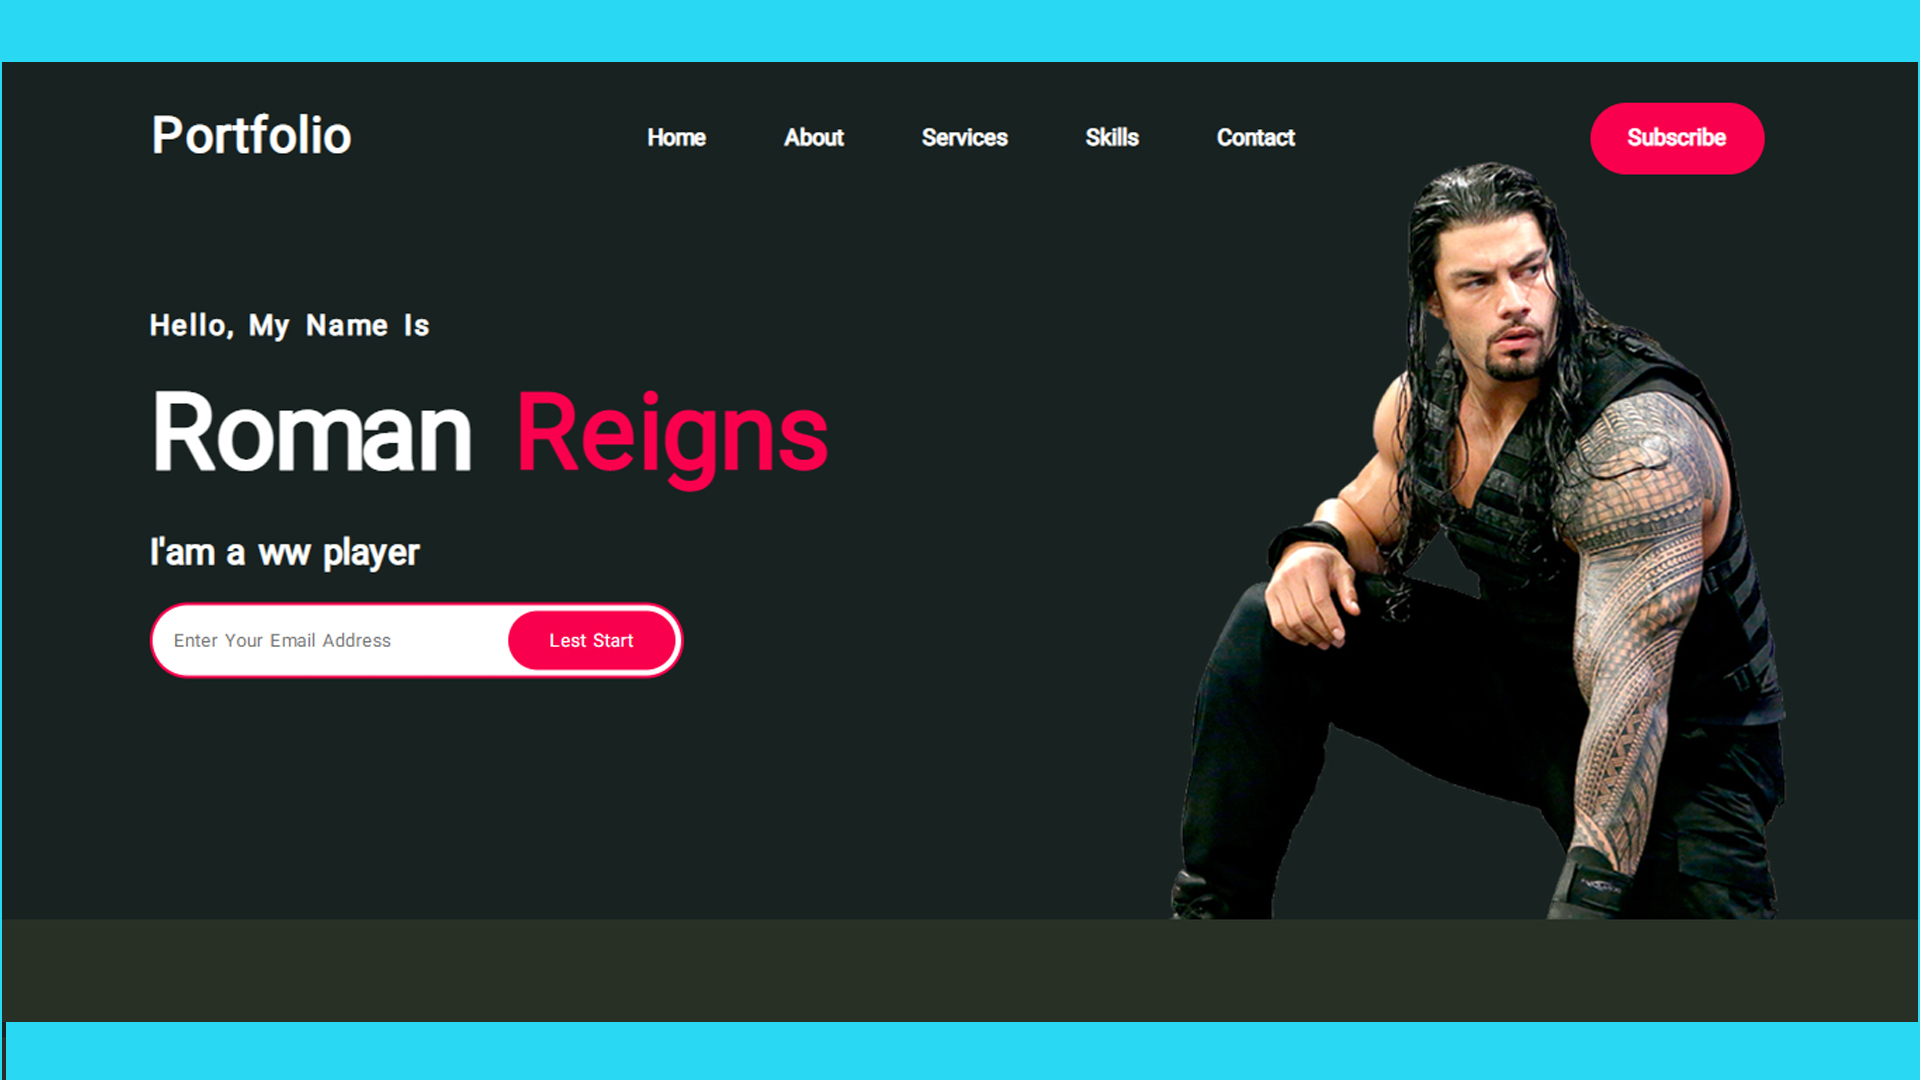 Portfolio
Home About Services Skills Contact
Subscribe
Hello, My Name Is
Roman Reigns
I'am a ww player
Enter Your Email Address
Lest Start